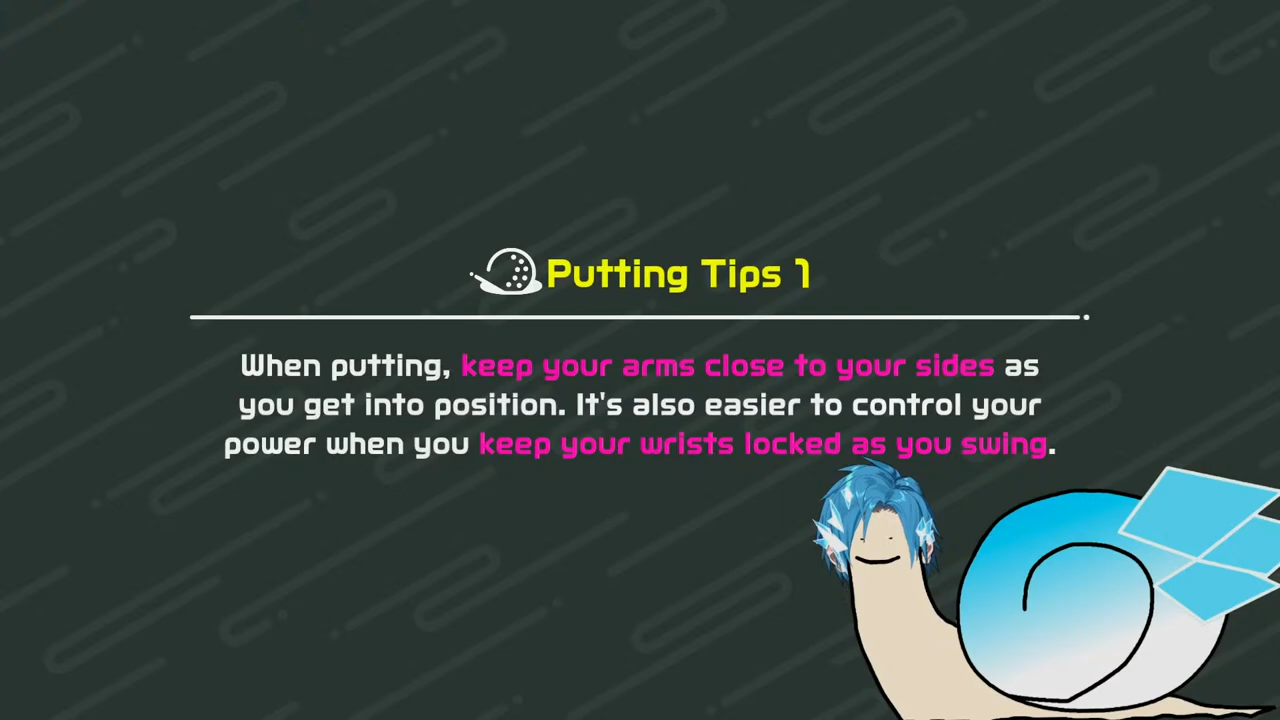 Putting Tips 1
When putting, keep your arms close to your sides as
you get into position. It's also easier to control your
power when you keep your wrists locked as you swing.